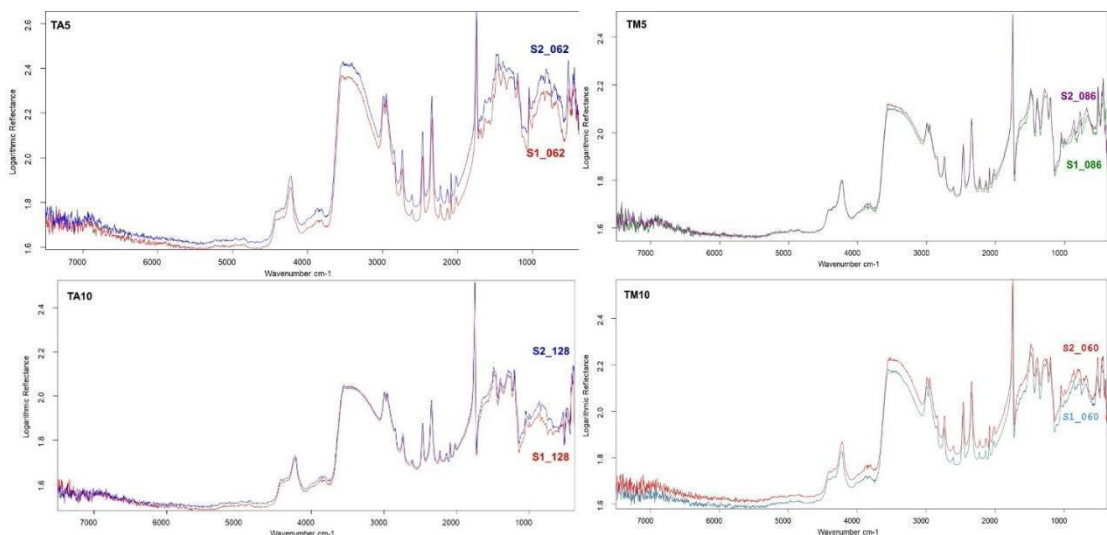 TA5
S2_062
S1_062
Logarithmic Reflectance
2.6
2.4
2.2
2.0
1.8
1.6
7000
6000
5000
4000
3000
2000
1000
Wavenumber cm-1
TM5
S2_086
S1_086
Logarithmic Reflectance
2.4
2.2
2.0
1.8
1.6
7000
6000
5000
4000
3000
2000
1000
Wavenumber cm-1
TA10
S2_128
S1_128
Logarithmic Reflectance
2.4
2.2
2.0
1.8
1.6
7000
6000
5000
4000
3000
2000
1000
Wavenumber cm-1
TM10
S2_060
S1_060
Logarithmic Reflectance
2.4
2.2
2.0
1.8
1.6
7000
6000
5000
4000
3000
2000
1000
Wavenumber cm-1